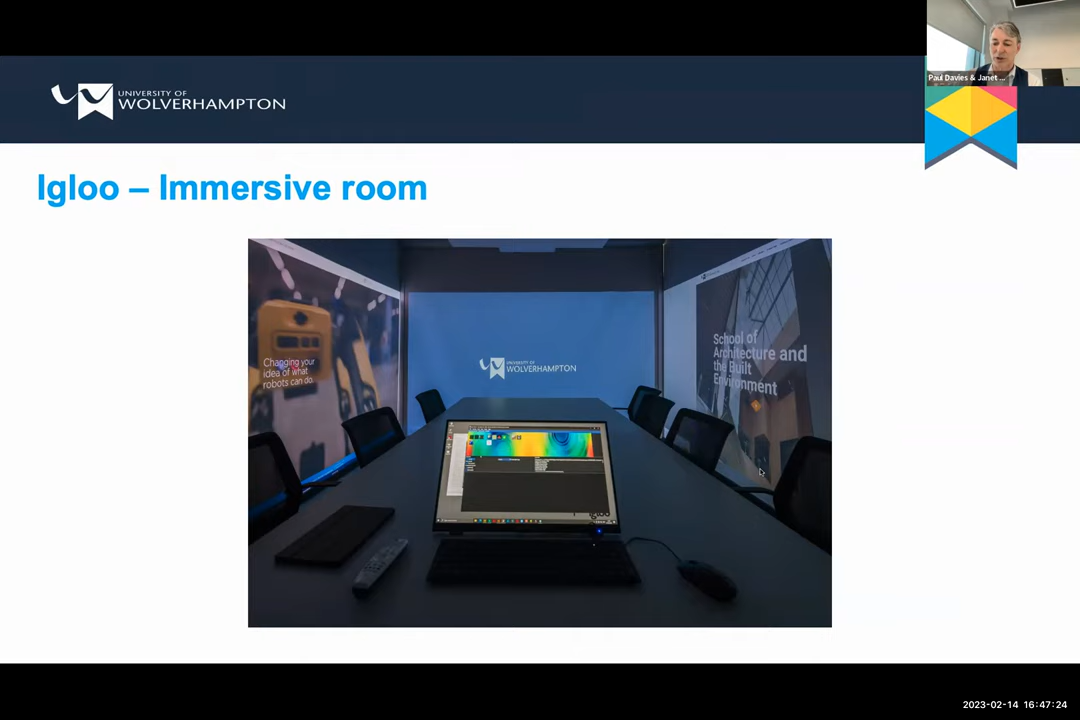 Paul Davies & Janet ...
UNIVERSITY OF
WOLVERHAMPTON
Igloo – Immersive room
Changing your
idea of what
robots can do.
UNIVERSITY OF
WOLVERHAMPTON
School of
Architecture and
the Built
Environment
2023-02-14 16:47:24